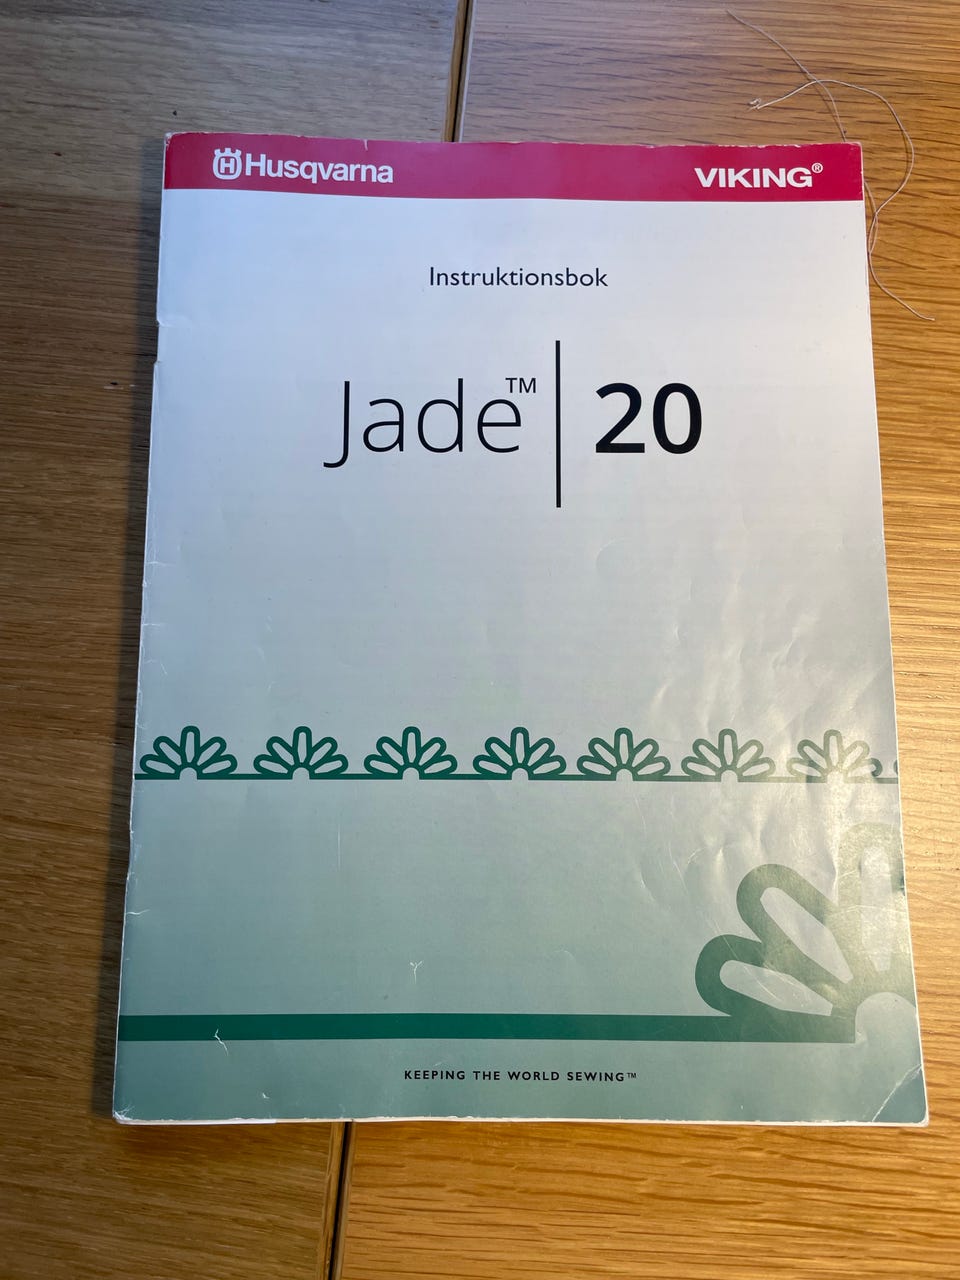 Husqvarna VIKING®
Instruktionsbok
Jade™ 20
KEEPING THE WORLD SEWING™